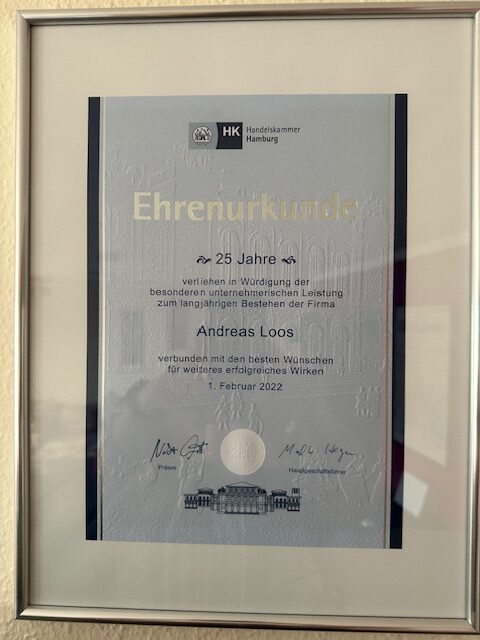 HK Handelskammer
Hamburg
Ehrenurkunde
25 Jahre
verliehen in Würdigung der
besonderen unternehmerischen Leistung
zum langjährigen Bestehen der Firma
Andreas Loos
verbunden mit den besten Wünschen
für weiteres erfolgreiches Wirken
1. Februar 2022
Präses
Hauptgeschäftsführer